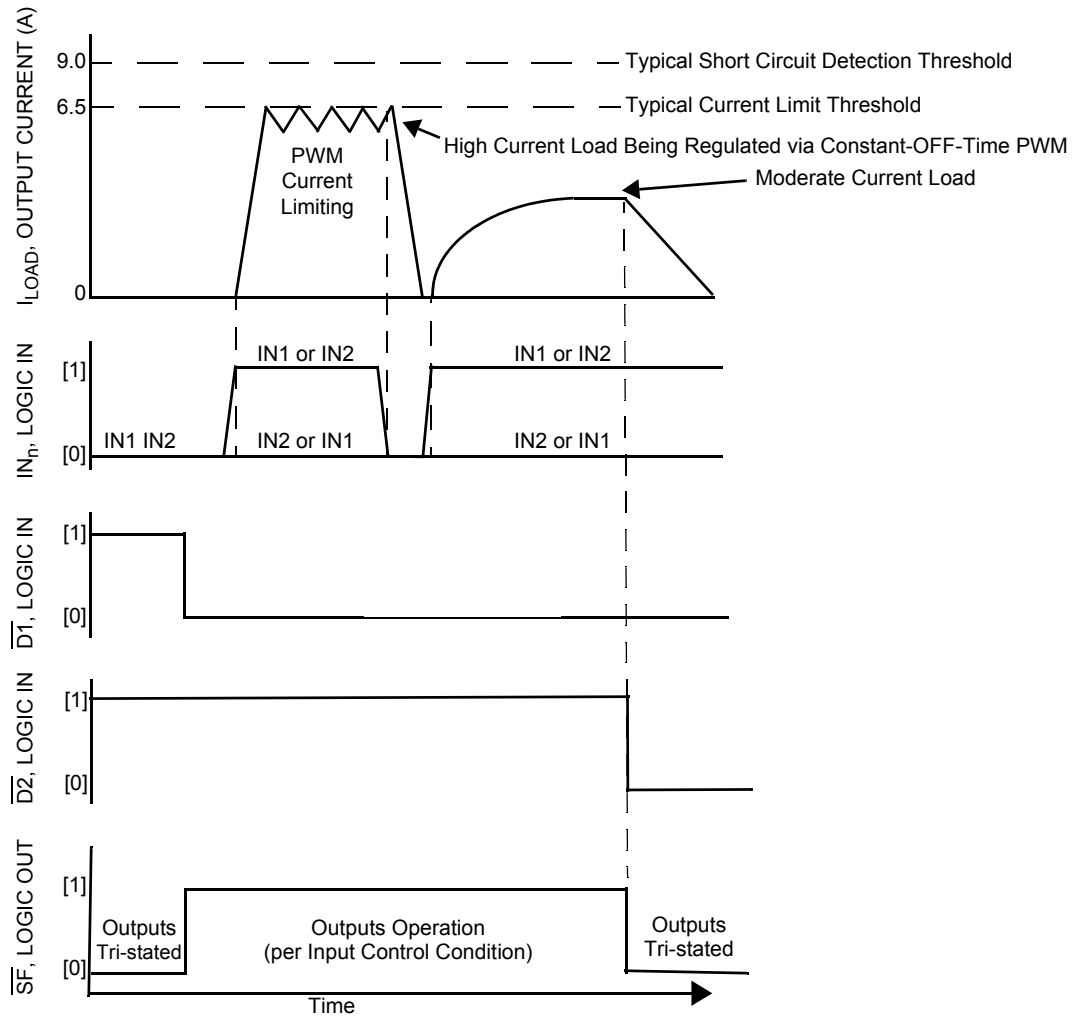 I_LOAD, OUTPUT CURRENT (A)
9.0
Typical Short Circuit Detection Threshold
6.5
Typical Current Limit Threshold
High Current Load Being Regulated via Constant-OFF-Time PWM
PWM
Current
Limiting
Moderate Current Load
0
IN_n, LOGIC IN
[1]
IN1 or IN2
IN1 or IN2
[0]
IN1 IN2
IN2 or IN1
IN2 or IN1
D1, LOGIC IN
[1]
[0]
D2, LOGIC IN
[1]
[0]
SF, LOGIC OUT
[1]
[0]
Outputs
Tri-stated
Outputs Operation
(per Input Control Condition)
Outputs
Tri-stated
Time